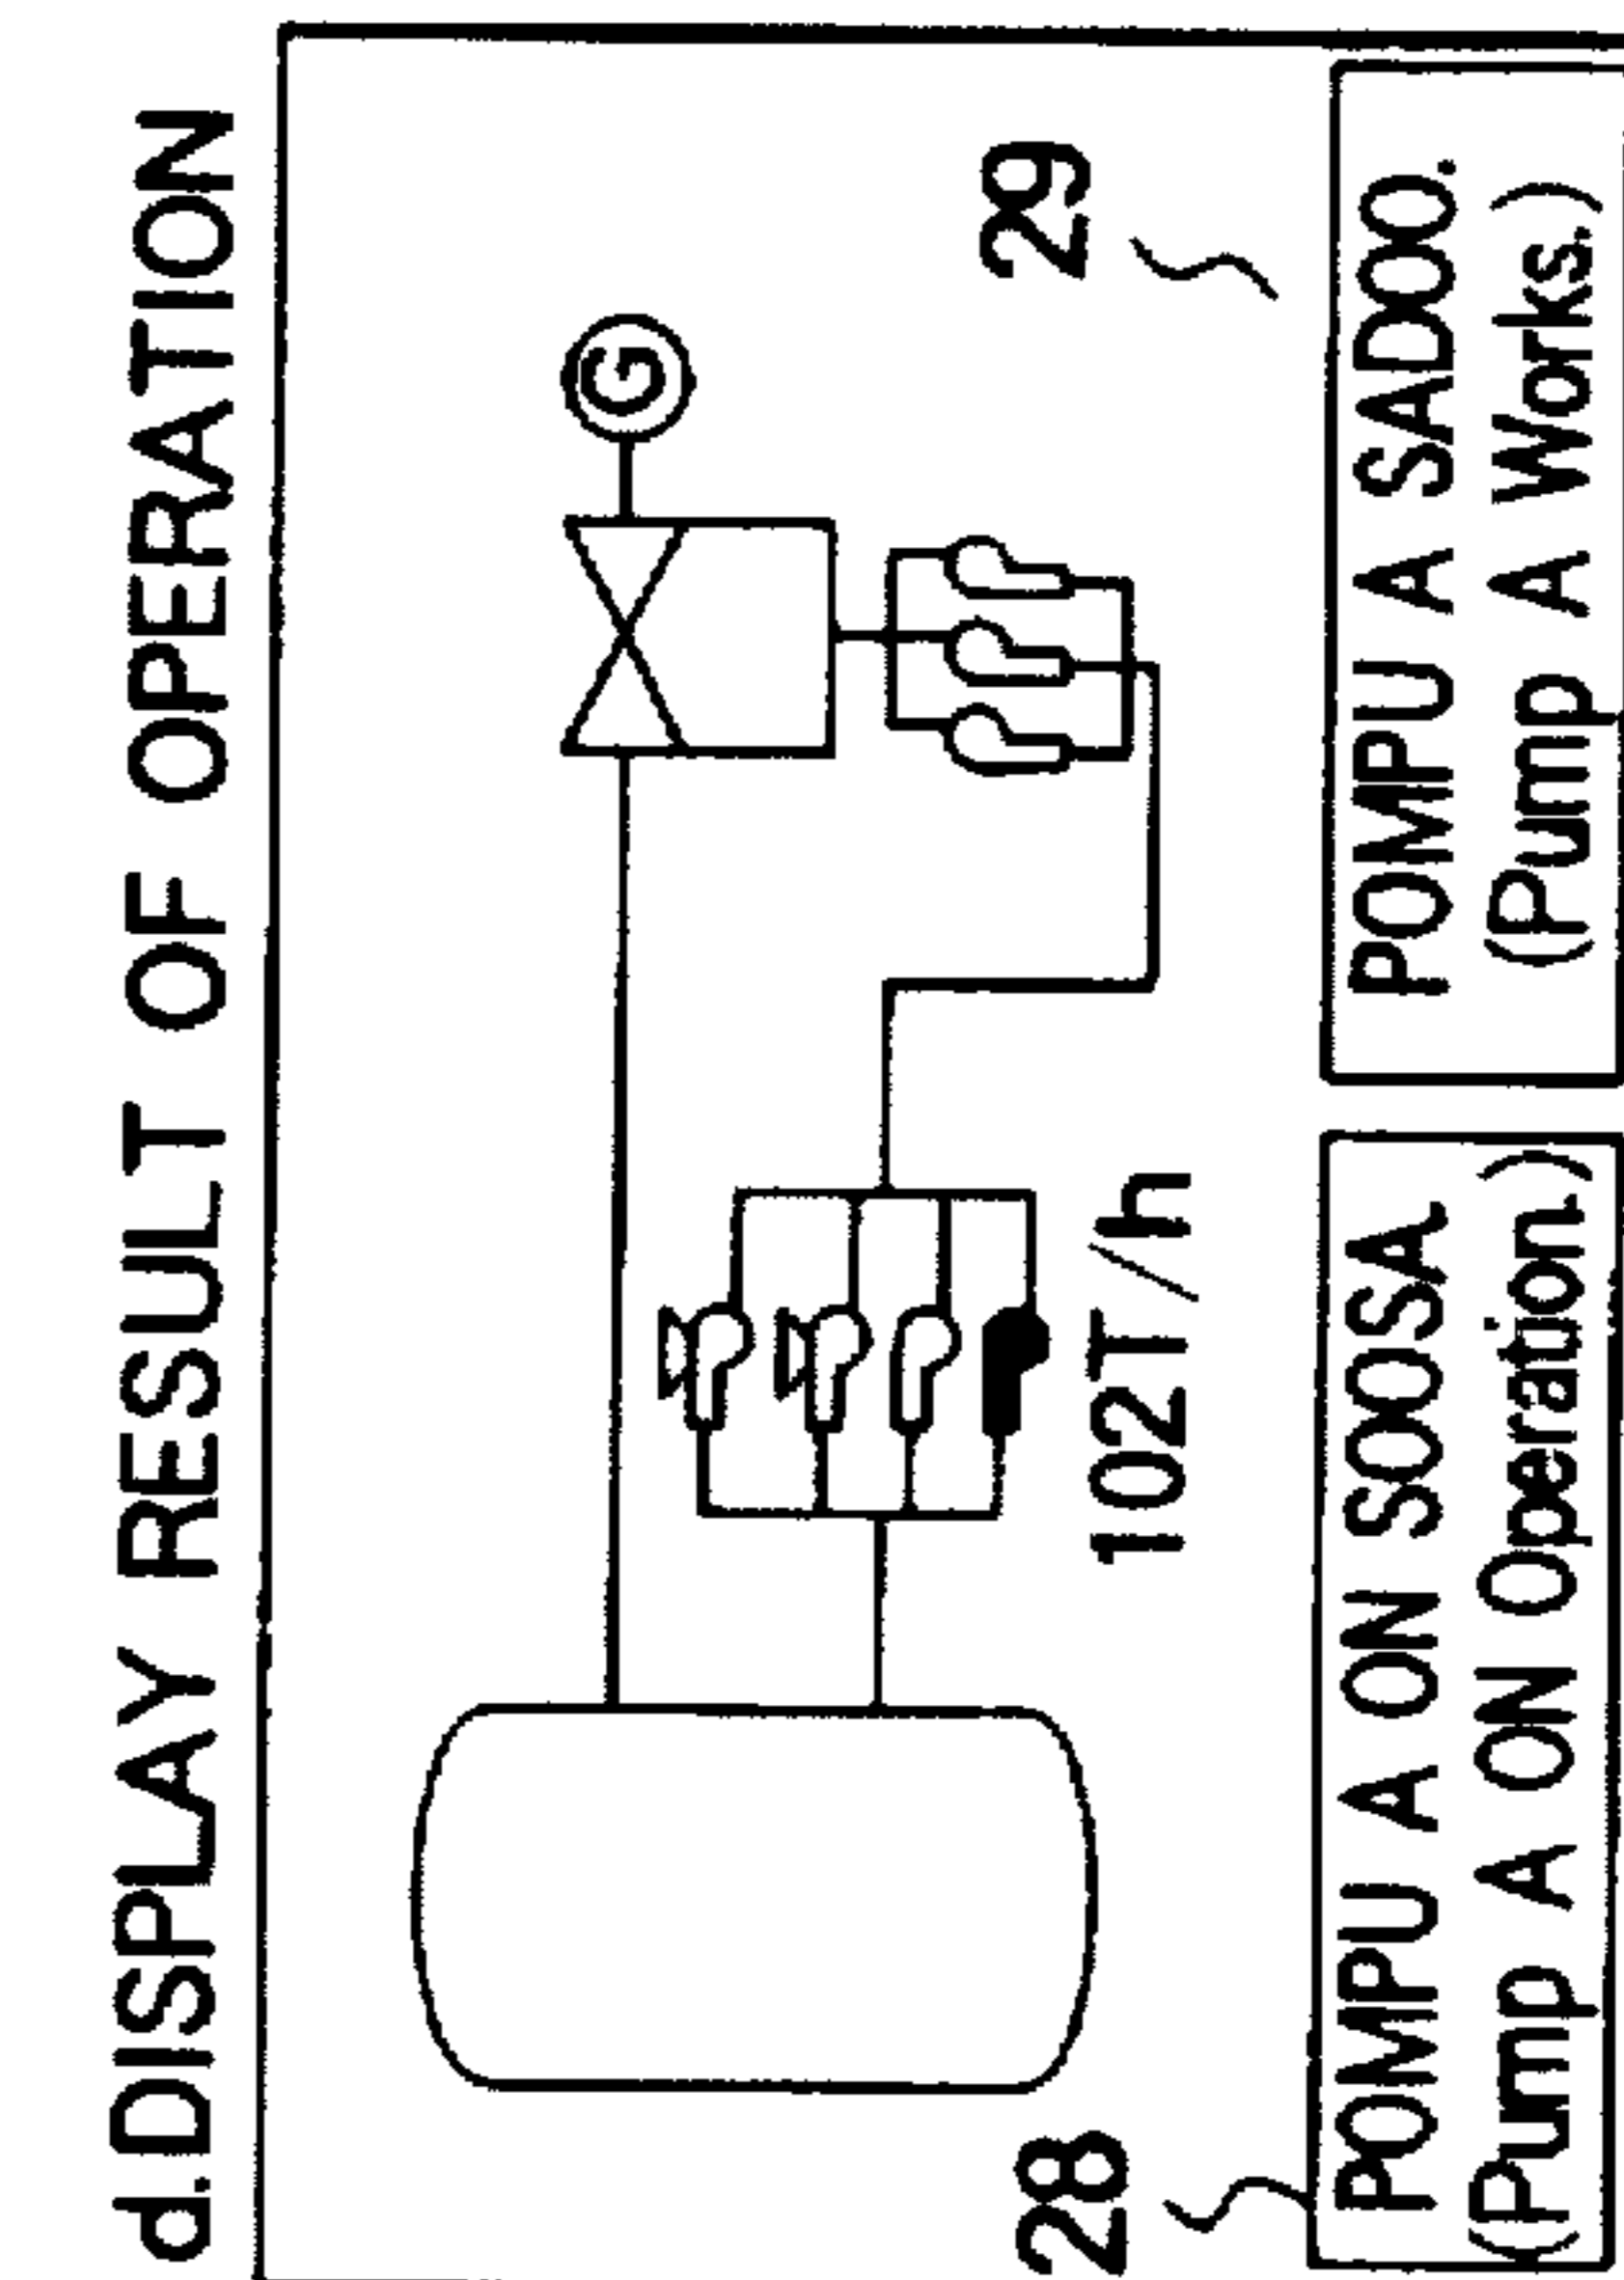 d. DISPLAY RESULT OF OPERATION
G
29
102T/h
28
POMPU A ON SOOSA
(Pump A ON Operation)
POMPU A SADOO.
(Pump A Works.)